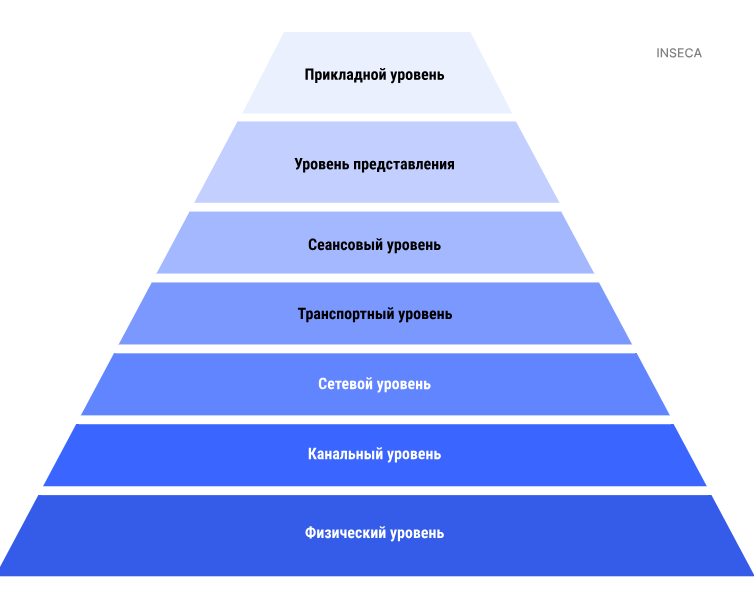 INSECA
Прикладной уровень
Уровень представления
Сеансовый уровень
Транспортный уровень
Сетевой уровень
Канальный уровень
Физический уровень